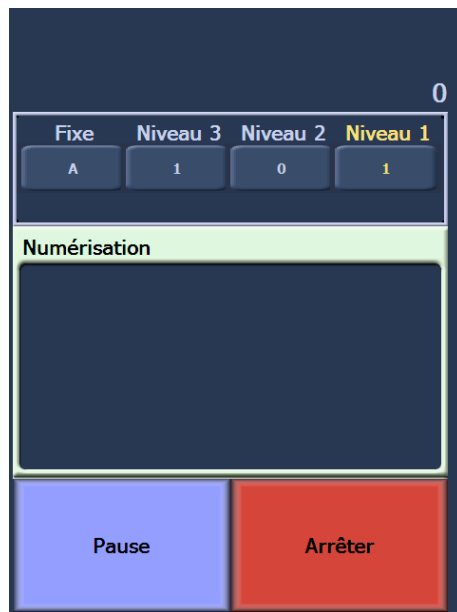 0
Fixe Niveau 3 Niveau 2 Niveau 1
A 1 0 1
Numérisation
Pause Arrêter